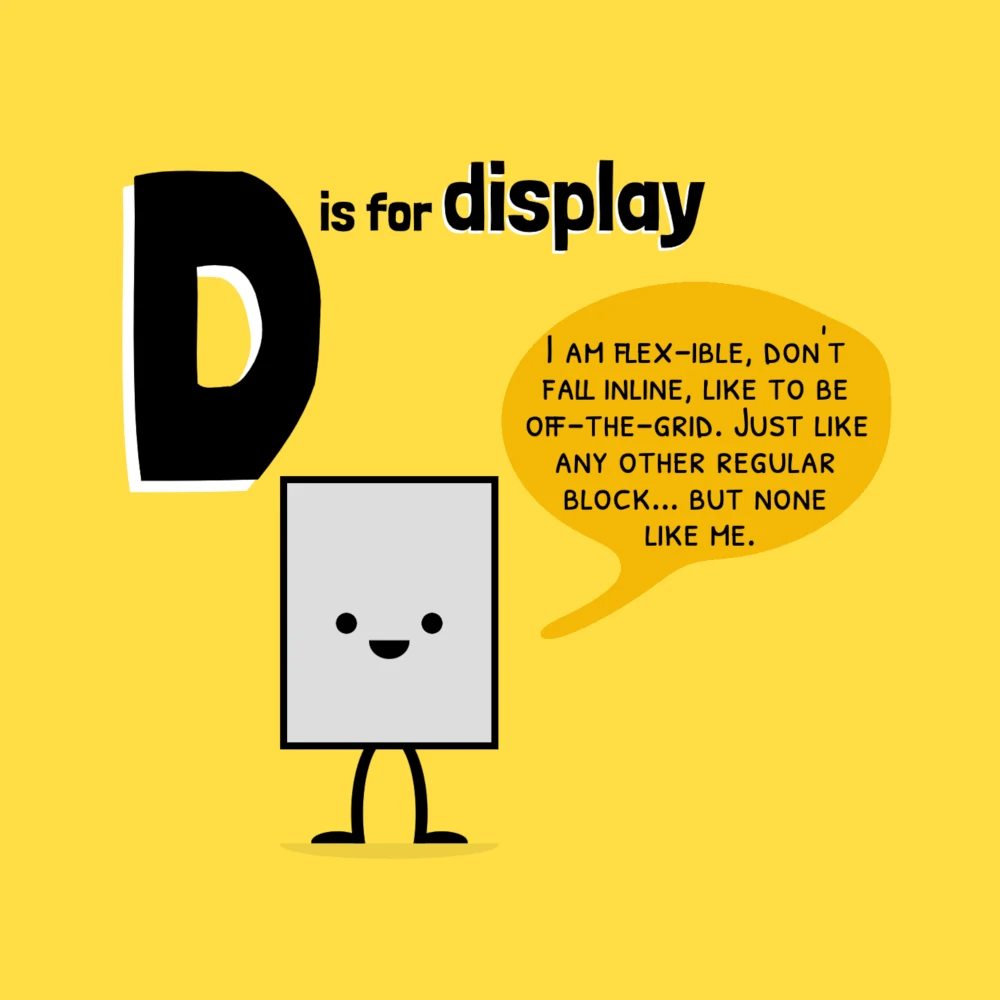 D is for display
I AM FLEX-IBLE, DON'T
FALL INLINE, LIKE TO BE
OFF-THE-GRID. JUST LIKE
ANY OTHER REGULAR
BLOCK... BUT NONE
LIKE ME.